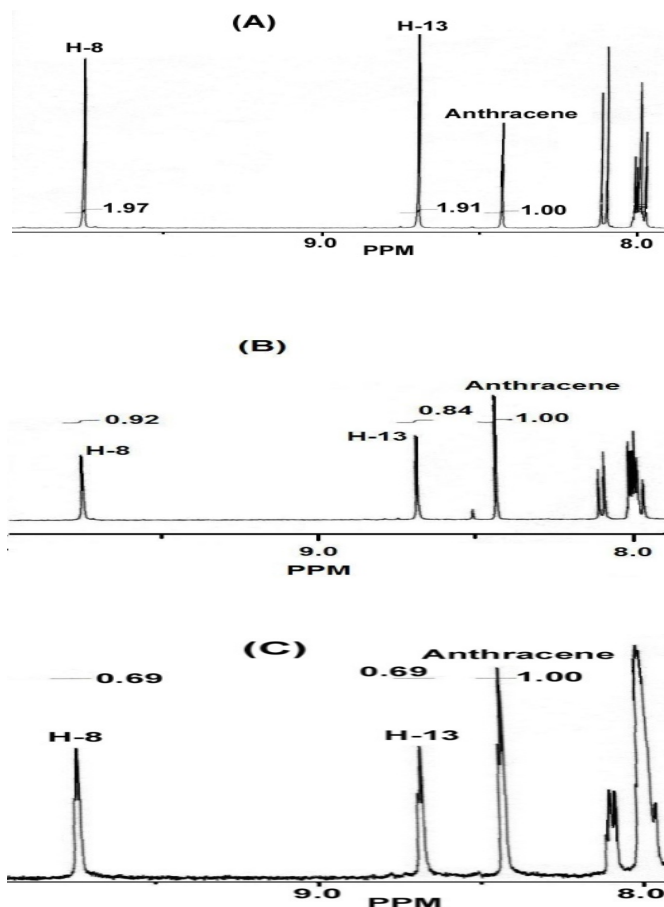 (A)
H-8
H-13
Anthracene
1.97
1.91
1.00
9.0
8.0
PPM
(B)
Anthracene
0.92
0.84
1.00
H-13
H-8
9.0
8.0
PPM
(C)
Anthracene
0.69
0.69
1.00
H-8
H-13
9.0
8.0
PPM